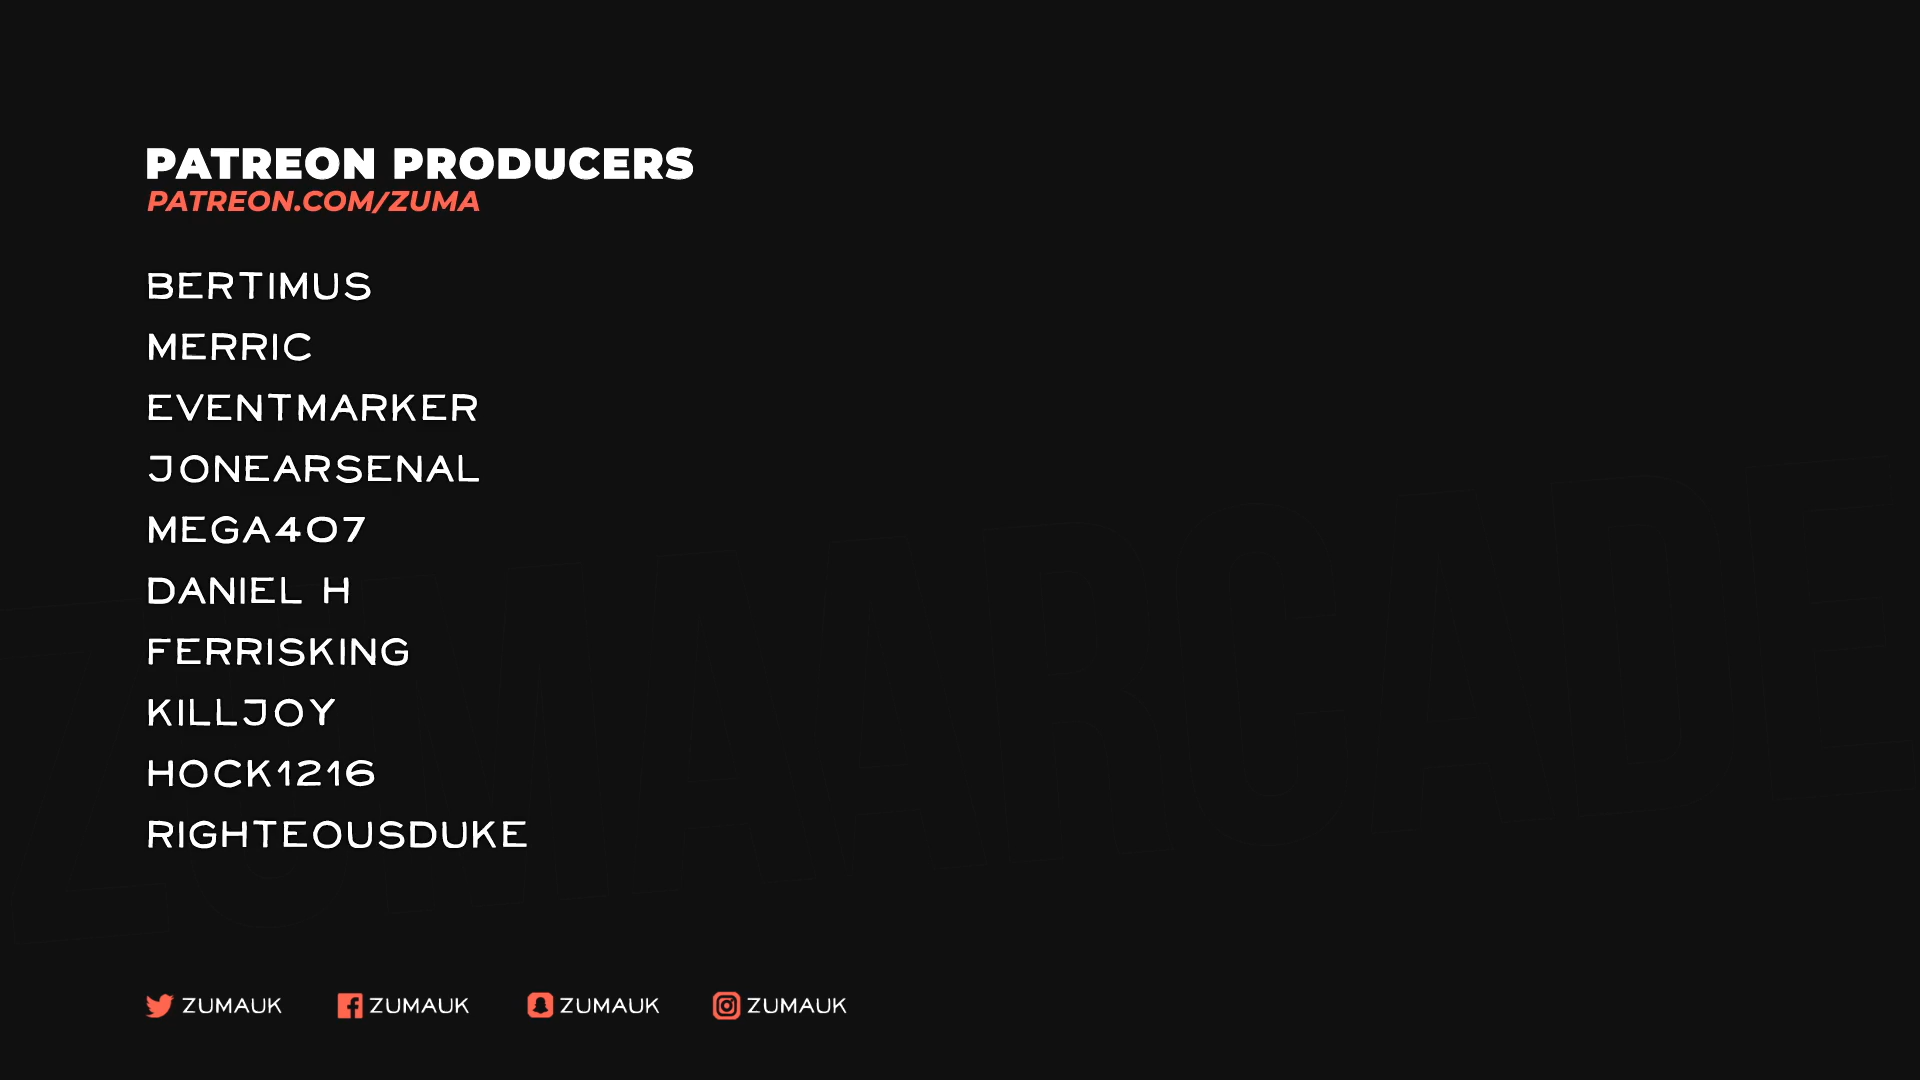 PATREON PRODUCERS
PATREON.COM/ZUMA
BERTIMUS
MERRIC
EVENTMARKER
JONEARSENAL
MEGA407
DANIEL H
FERRISKING
KILLJOY
HOCK1216
RIGHTEOUSDUKE
ZUMAUK ZUMAUK ZUMAUK ZUMAUK